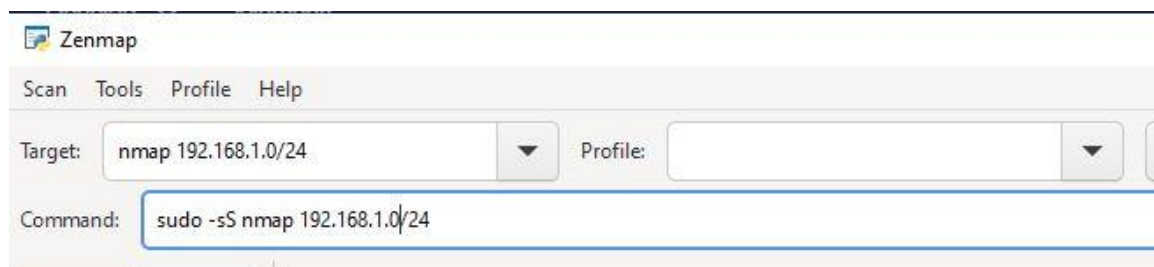 Zenmap
Scan Tools Profile Help
Target: nmap 192.168.1.0/24 Profile:
Command: sudo -sS nmap 192.168.1.0/24